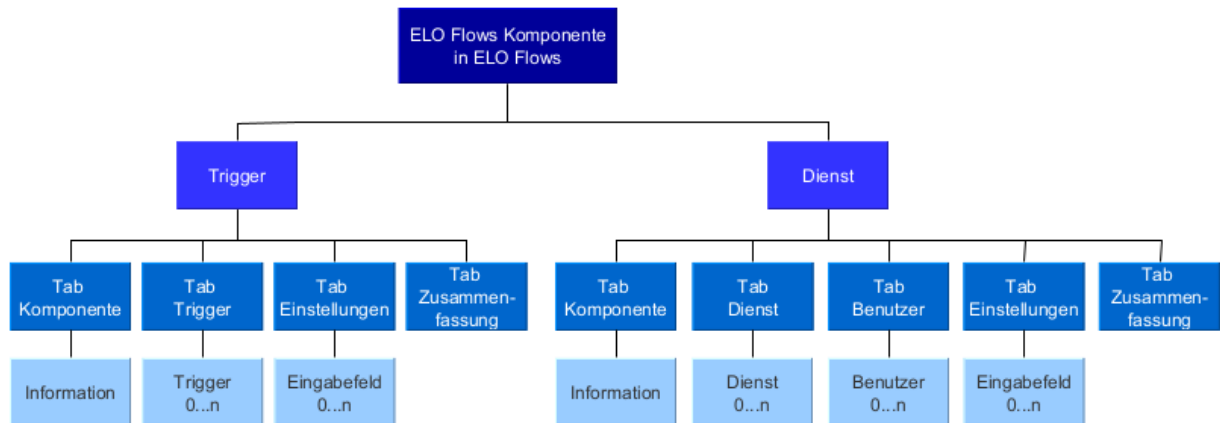 ELO Flows Komponente
in ELO Flows
Trigger
Dienst
Tab
Komponente
Tab
Trigger
Tab
Einstellungen
Tab
Zusammen-
fassung
Tab
Komponente
Tab
Dienst
Tab
Benutzer
Tab
Einstellungen
Tab
Zusammen-
fassung
Information
Trigger
0...n
Eingabefeld
0...n
Information
Dienst
0...n
Benutzer
0...n
Eingabefeld
0...n